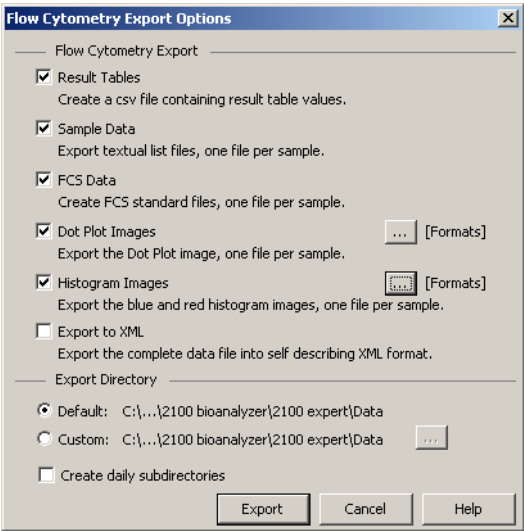 Flow Cytometry Export Options
Flow Cytometry Export
Result Tables
Create a csv file containing result table values.
Sample Data
Export textual list files, one file per sample.
FCS Data
Create FCS standard files, one file per sample.
Dot Plot Images ... [Formats]
Export the Dot Plot image, one file per sample.
Histogram Images ... [Formats]
Export the blue and red histogram images, one file per sample.
Export to XML
Export the complete data file into self describing XML format.
Export Directory
Default: C:\...\2100 bioanalyzer\2100 expert\Data
Custom: C:\...\2100 bioanalyzer\2100 expert\Data ...
Create daily subdirectories
Export Cancel Help